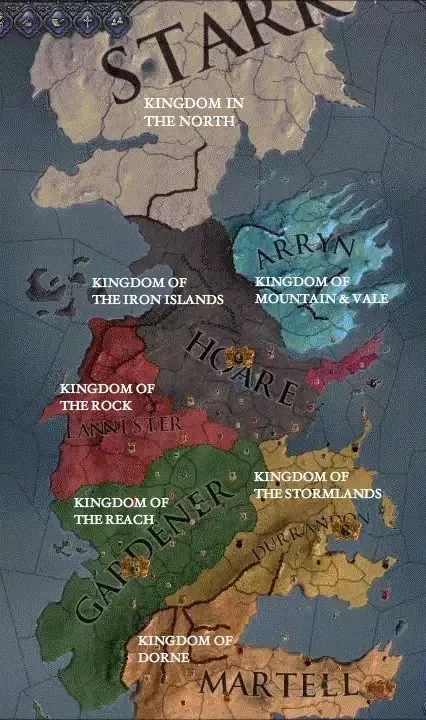 STARK
KINGDOM IN
THE NORTH
ARRYN
KINGDOM OF
THE IRON ISLANDS
KINGDOM OF
MOUNTAIN & VALE
HOARE
KINGDOM OF
THE ROCK
LANNISTER
KINGDOM OF
THE STORMLANDS
KINGDOM OF
THE REACH
GARDENER
DURRANDON
KINGDOM OF
DORNE
MARTELL